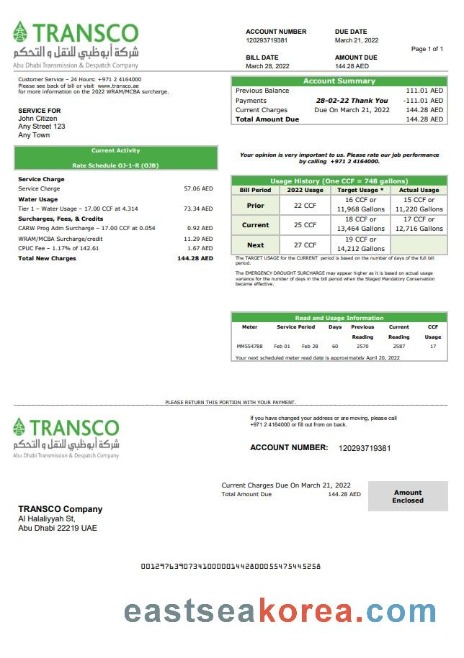 TRANSCO
شركة أبوظبي للنقل و التحكم
Abu Dhabi Transmission & Despatch Company
ACCOUNT NUMBER
120293719381
DUE DATE
March 21, 2022
Page 1 of 1
BILL DATE
March 28, 2022
AMOUNT DUE
144.28 AED
Customer Service – 24 Hours: +971 2 4164000
Please see back of bill or visit www.transco.ae
for more information on the 2022 WRAM/MCBA surcharge.
Account Summary
Previous Balance 111.01 AED
Payments 28-02-22 Thank You -111.01 AED
Current Charges Due On March 21, 2022 144.28 AED
Total Amount Due 144.28 AED
SERVICE FOR
John Citizen
Any Street 123
Any Town
Current Activity
Rate Schedule OJ-1-R (OJB)
Your opinion is very important to us. Please rate our job performance
by calling +971 2 4164000.
Service Charge
Service Charge 57.06 AED
Water Usage
Tier 1 – Water Usage – 17.00 CCF at 4.314 73.34 AED
Surcharges, Fees, & Credits
CARW Prog Adm Surcharge – 17.00 CCF at 0.054 0.92 AED
WRAM/MCBA Surcharge/credit 11.29 AED
CPUC Fee – 1.17% of 142.61 1.67 AED
Total New Charges 144.28 AED
Usage History (One CCF = 748 gallons)
Bill Period 2022 Usage Target Usage * Actual Usage
Prior 22 CCF 16 CCF or 11,968 Gallons 15 CCF or 11,220 Gallons
Current 25 CCF 18 CCF or 13,464 Gallons 17 CCF or 12,716 Gallons
Next 27 CCF 19 CCF or 14,212 Gallons
The TARGET USAGE for the CURRENT period is based on the number of days of the full bill
period.
The EMERGENCY DROUGHT SURCHARGE may appear higher as it is based on actual usage
variance for the number of days in the bill period when the Staged Mandatory Conservation
became effective.
Read and Usage Information
Meter Service Period Days Previous Reading Current Reading CCF Usage
MM554788 Feb 01 Feb 28 60 2570 2587 17
Your next scheduled meter read date is approximately April 20, 2022
PLEASE RETURN THIS PORTION WITH YOUR PAYMENT.
TRANSCO
شركة أبوظبي للنقل و التحكم
Abu Dhabi Transmission & Despatch Company
If you have changed your address or are moving, please call
+971 2 4164000 or fill out from on back.
ACCOUNT NUMBER: 120293719381
Current Charges Due On March 21, 2022
Total Amount Due 144.28 AED
Amount
Enclosed
TRANSCO Company
Al Halaliyyah St,
Abu Dhabi 22219 UAE
001297639073410000014428000055475445258
eastseakorea.com